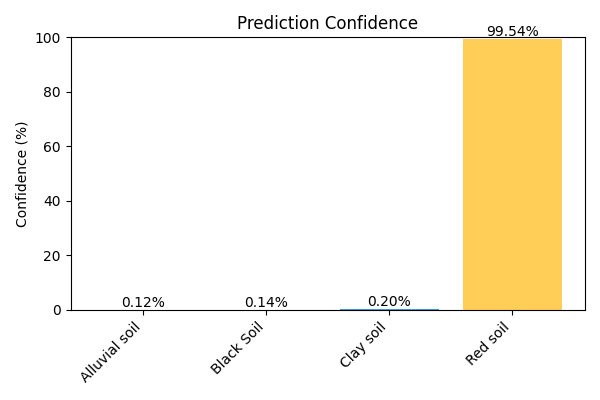 Prediction Confidence
Confidence (%)
100
80
60
40
20
0
0.12%
0.14%
0.20%
99.54%
Alluvial soil
Black Soil
Clay soil
Red soil